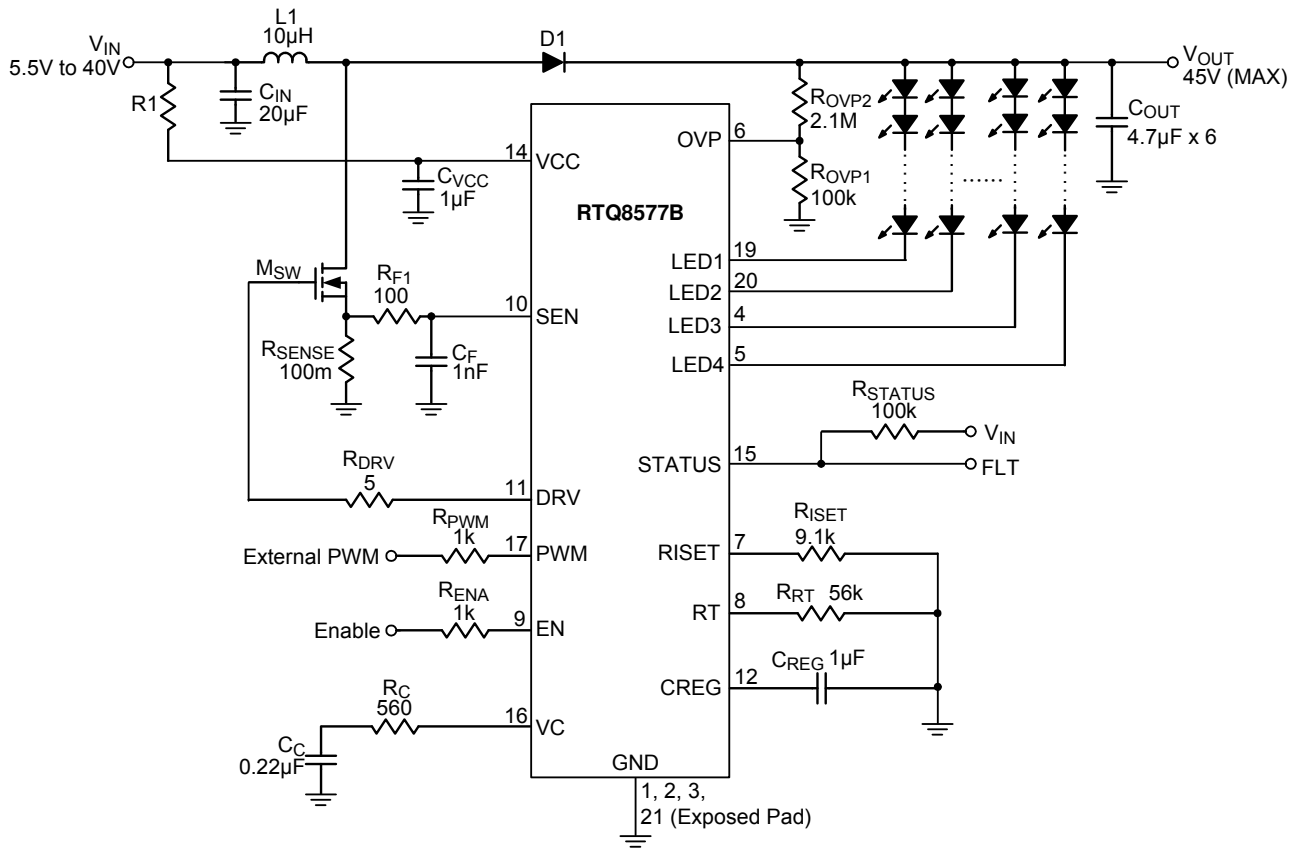 L1
10µH
VIN
5.5V to 40V
D1
VOUT
45V (MAX)
R1
CIN
20µF
ROVP2
2.1M
COUT
4.7µF x 6
6
OVP
14
VCC
CVCC
1µF
ROVP1
100k
RTQ8577B
......
19
LED1
20
LED2
4
LED3
5
LED4
MSW
RF1
100
10
SEN
RSENSE
100m
CF
1nF
RSTATUS
100k
VIN
15
STATUS
FLT
RDRV
5
11
DRV
RPWM
1k
External PWM
17
PWM
RISET
9.1k
7
RISET
RENA
1k
Enable
9
EN
RRT 56k
8
RT
CREG 1µF
12
CREG
RC
560
16
VC
CC
0.22µF
GND
1, 2, 3,
21 (Exposed Pad)